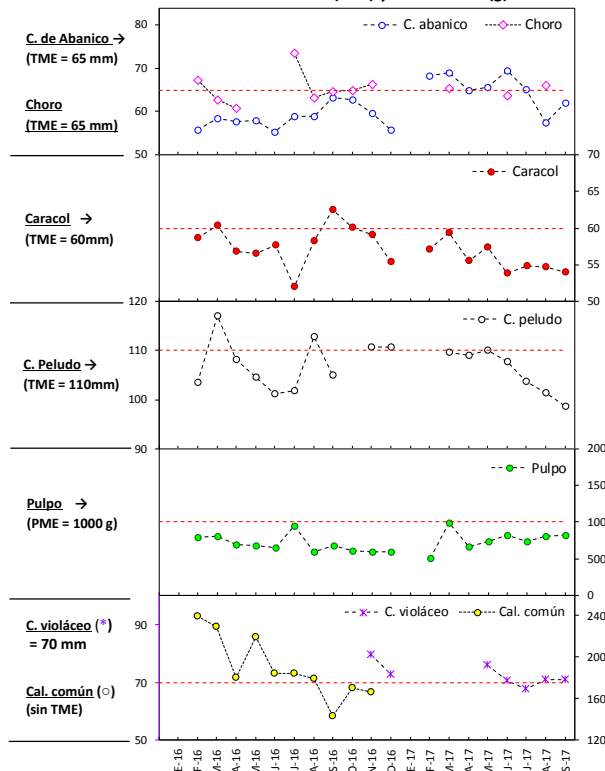 C. de Abanico →
(TME = 65 mm)
Choro
(TME = 65 mm)
80
70
60
50
C. abanico
Choro
Caracol →
(TME = 60mm)
70
65
60
55
50
Caracol
C. Peludo →
(TME = 110mm)
120
110
100
90
C. peludo
Pulpo →
(PME = 1000 g)
200
100
500
0
Pulpo
C. violáceo (*)
= 70 mm
Cal. común (○)
(sin TME)
90
70
50
C. violáceo
Cal. común
240
200
160
120
E-16
F-16
M-16
A-16
M-16
J-16
J-16
A-16
S-16
O-16
N-16
D-16
E-17
F-17
M-17
A-17
M-17
J-17
J-17
A-17
S-17